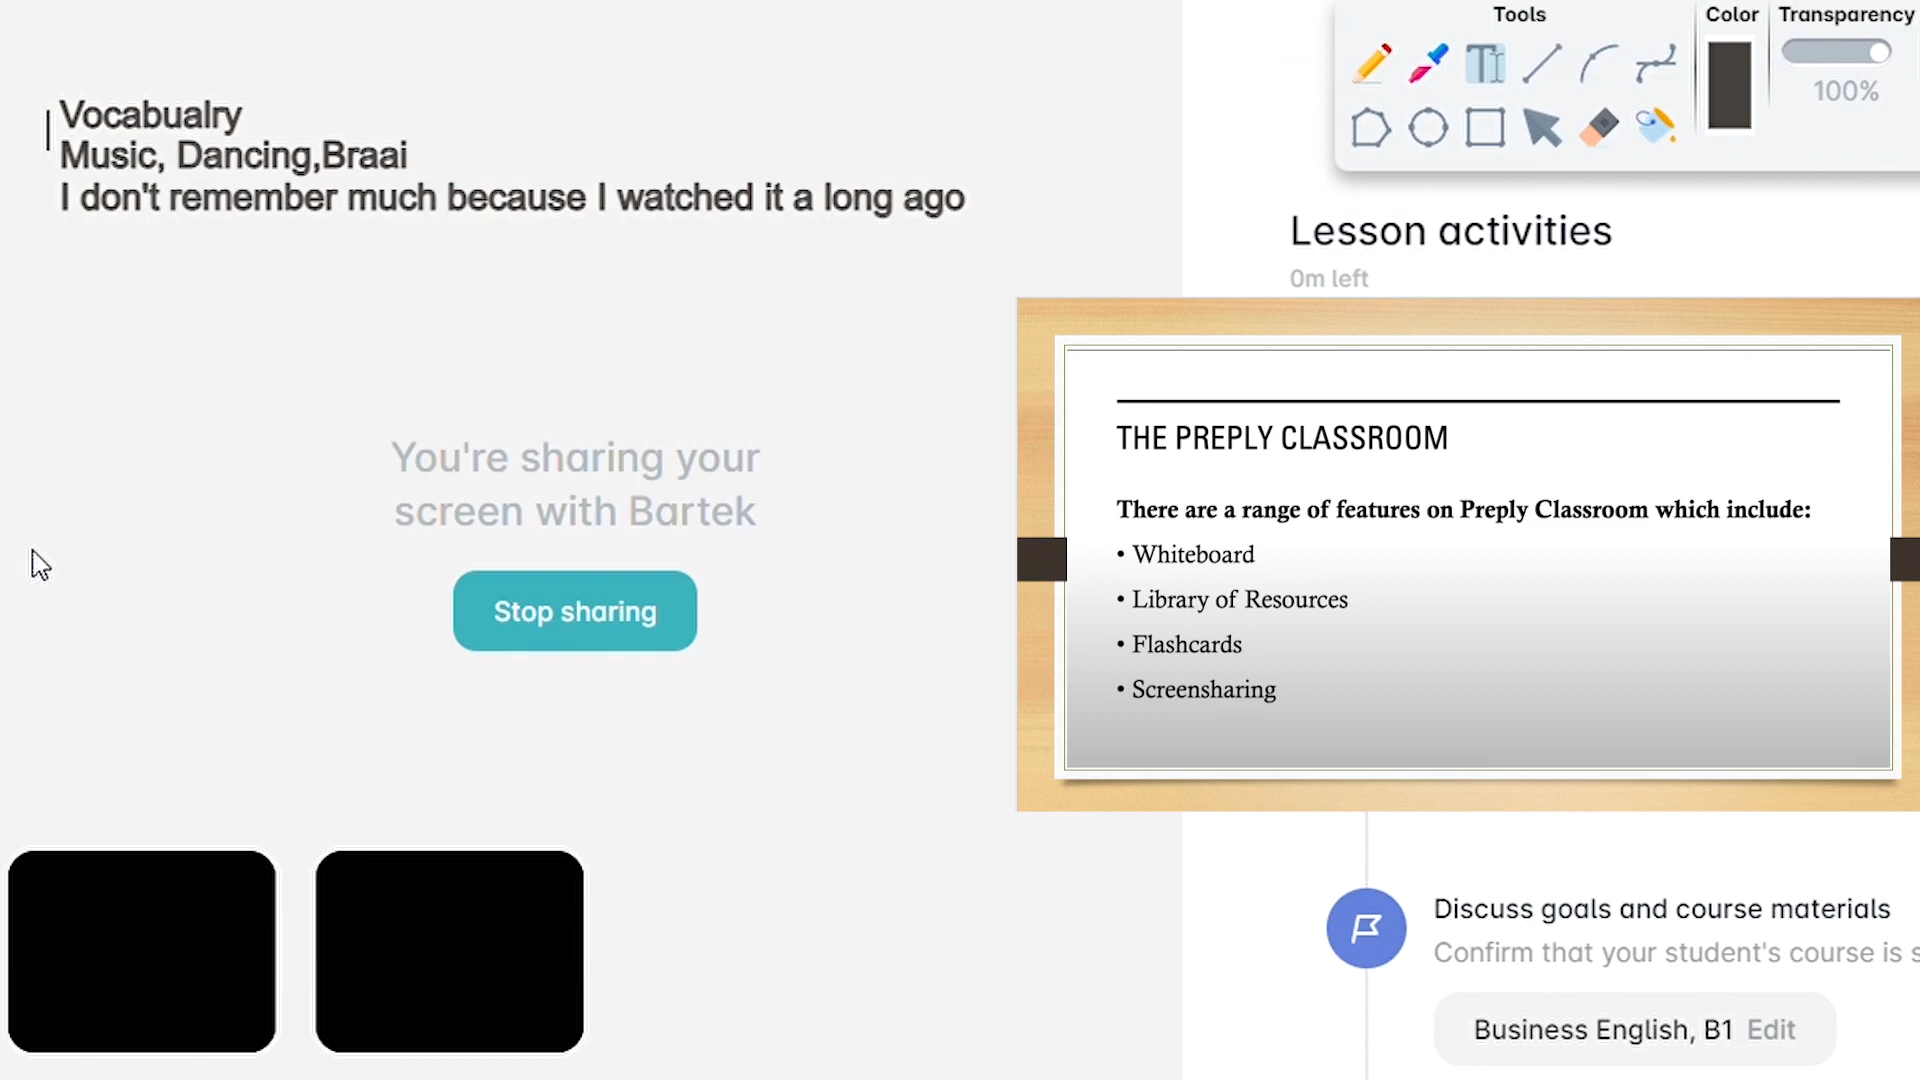 Vocabualry
Music, Dancing,Braai
I don't remember much because I watched it a long ago
You're sharing your
screen with Bartek
Stop sharing
Tools
Color
Transparency
100%
Lesson activities
0m left
THE PREPLY CLASSROOM
There are a range of features on Preply Classroom which include:
• Whiteboard
• Library of Resources
• Flashcards
• Screensharing
Discuss goals and course materials
Confirm that your student's course is s
Business English, B1 Edit